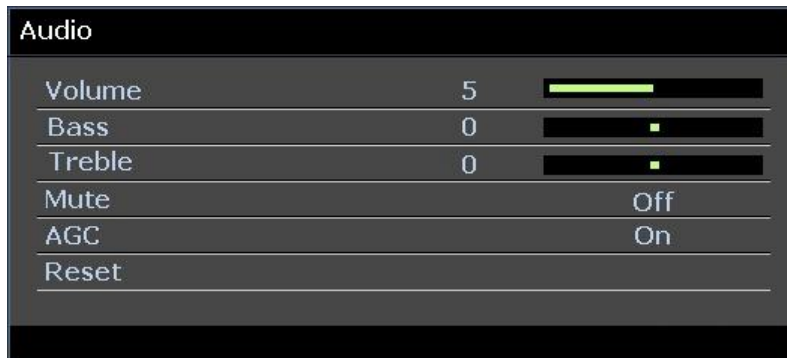 Audio
Volume 5
Bass 0
Treble 0
Mute Off
AGC On
Reset